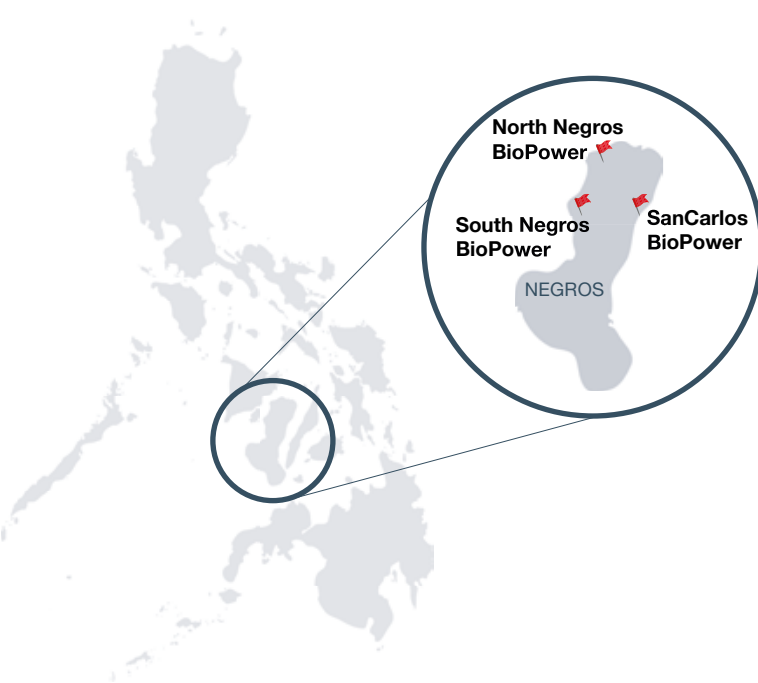 North Negros
BioPower
South Negros
BioPower
SanCarlos
BioPower
NEGROS